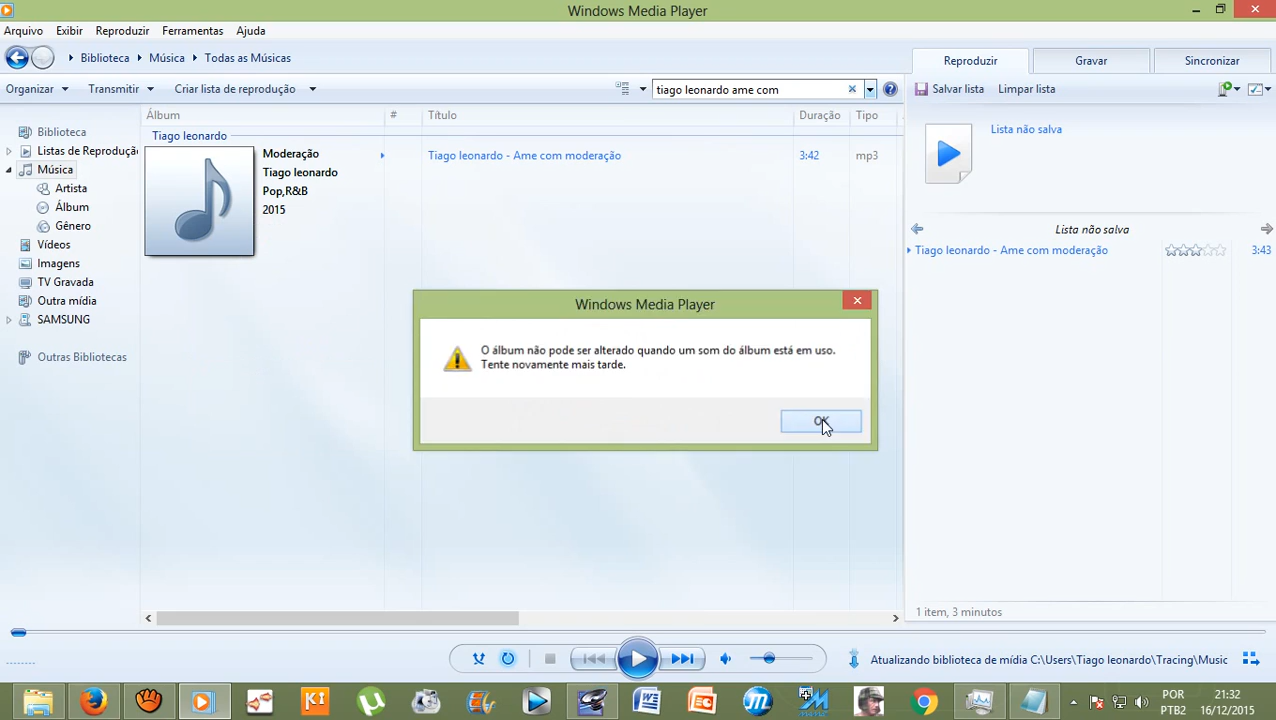 Windows Media Player
Arquivo Exibir Reproduzir Ferramentas Ajuda
Biblioteca Música Todas as Músicas
Reproduzir Gravar Sincronizar
Organizar Transmitir Criar lista de reprodução
tiago leonardo ame com
Salvar lista Limpar lista
Álbum # Título Duração Tipo
Biblioteca
Listas de Reproduçã
Música
Artista
Álbum
Gênero
Vídeos
Imagens
TV Gravada
Outra mídia
SAMSUNG
Outras Bibliotecas
Tiago leonardo
Moderação
Tiago leonardo
Pop,R&B
2015
Tiago leonardo - Ame com moderação 3:42 mp3
Lista não salva
Lista não salva
Tiago leonardo - Ame com moderação 3:43
Windows Media Player
O álbum não pode ser alterado quando um som do álbum está em uso.
Tente novamente mais tarde.
OK
1 item, 3 minutos
Atualizando biblioteca de mídia C:\Users\Tiago leonardo\Tracing\Music
POR 21:32
PTB2 16/12/2015